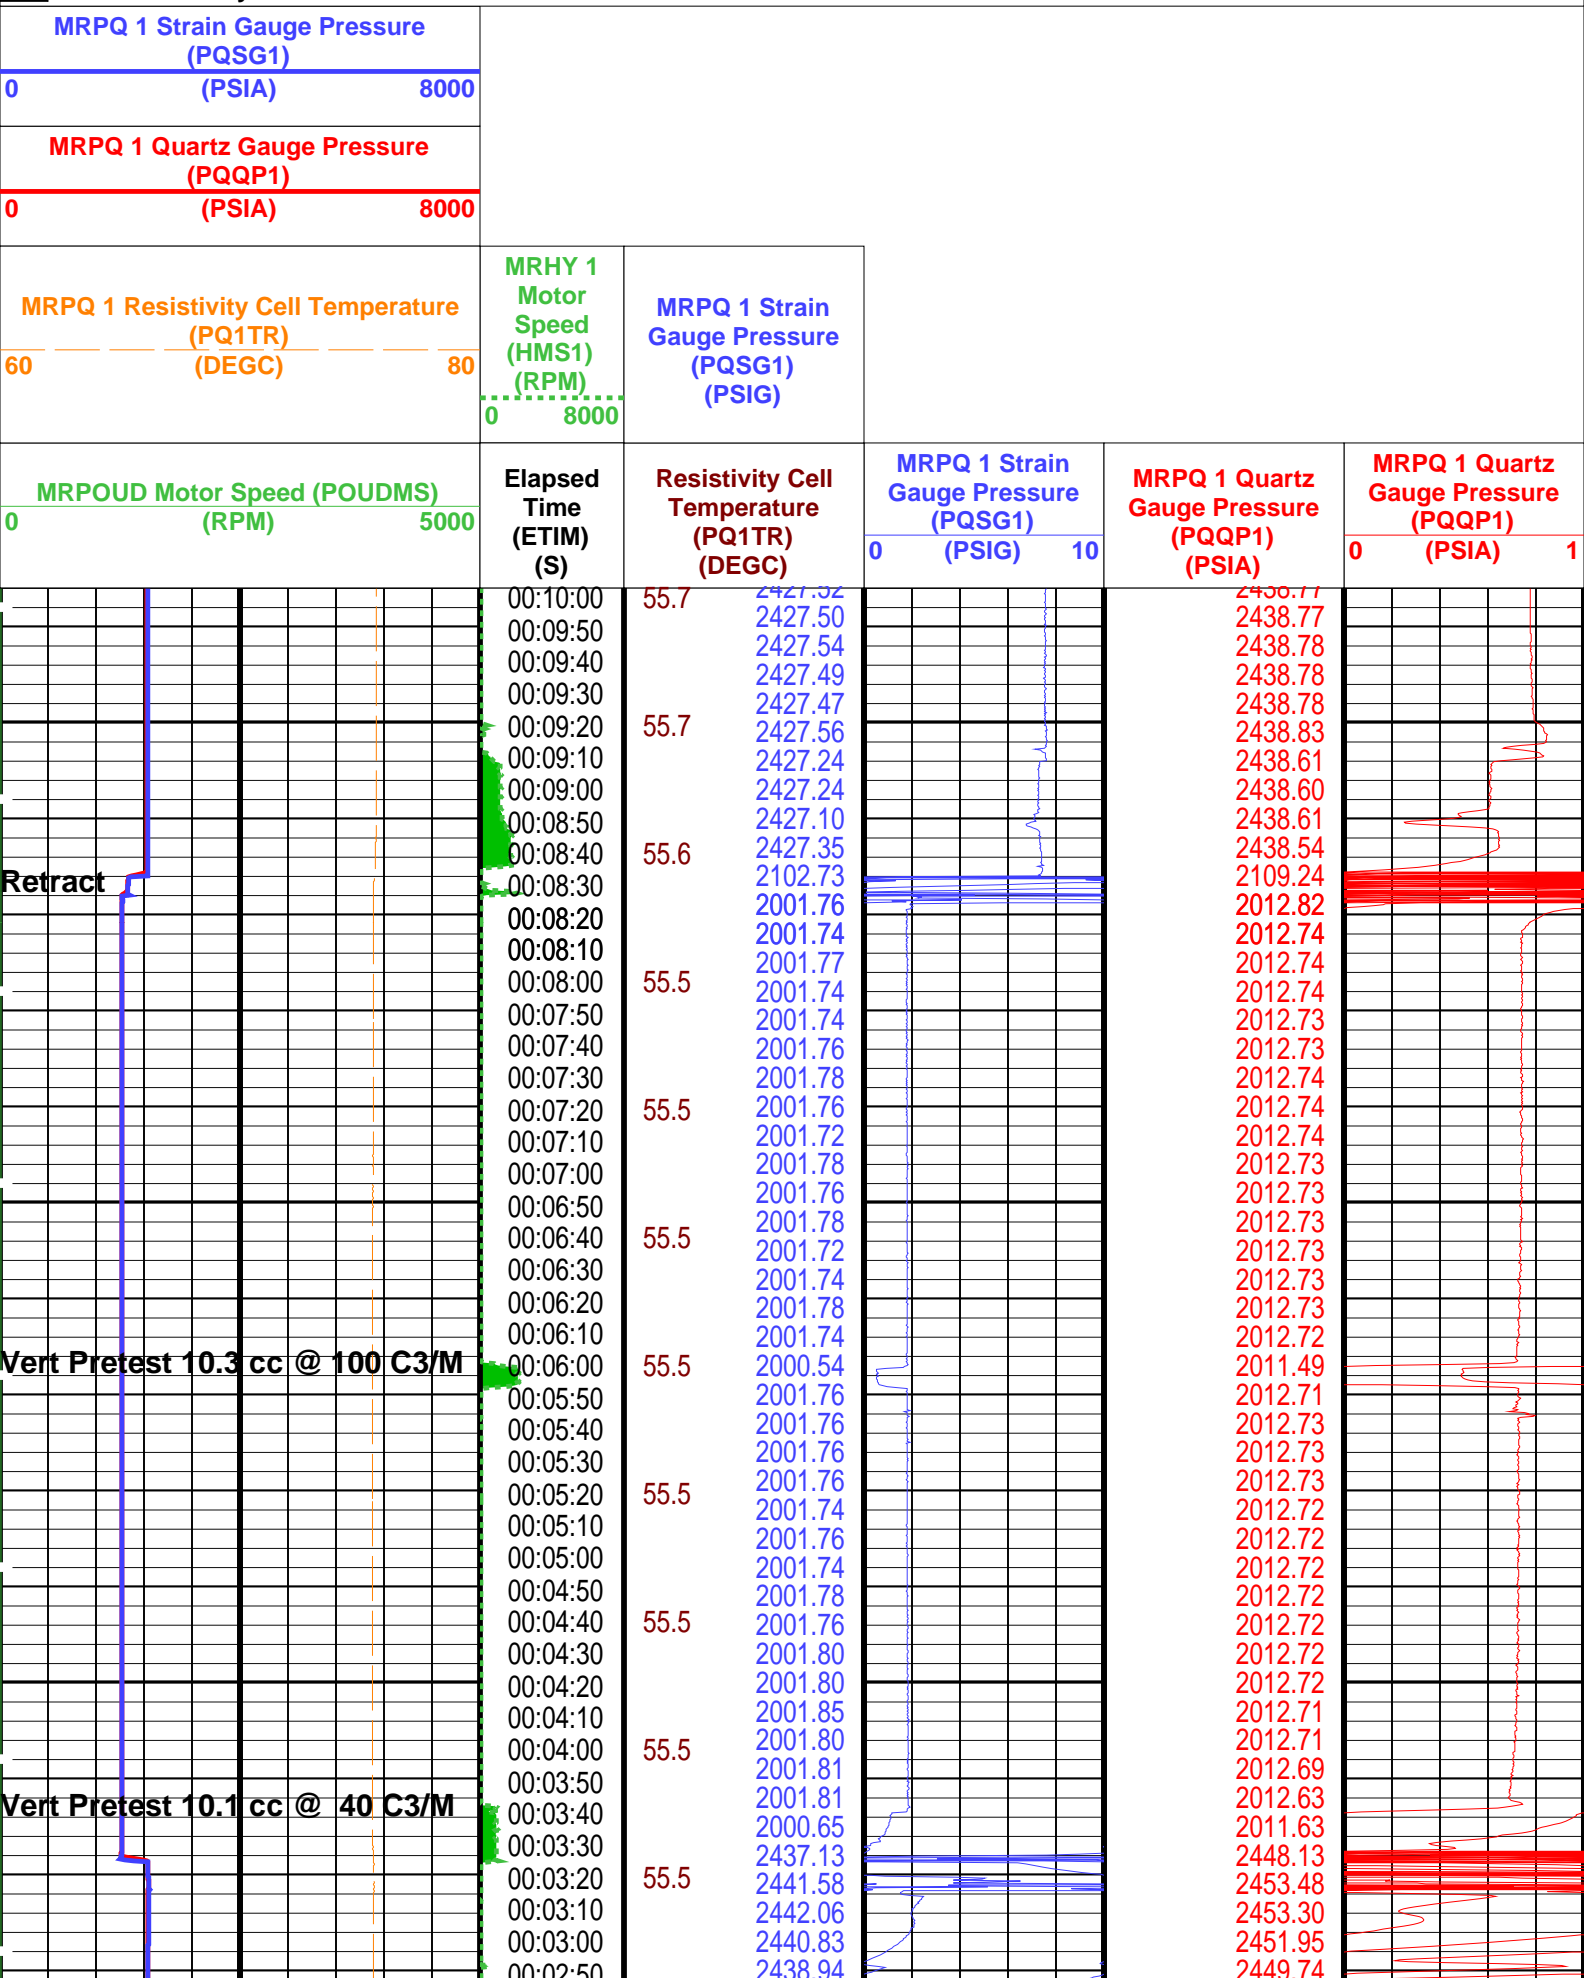 MRPQ 1 Strain Gauge Pressure
(PQSG1)
0 (PSIA) 8000
MRPQ 1 Quartz Gauge Pressure
(PQQP1)
0 (PSIA) 8000
MRPQ 1 Resistivity Cell Temperature
(PQ1TR)
60 (DEGC) 80
MRHY 1
Motor
Speed
(HMS1)
(RPM)
0 8000
MRPQ 1 Strain
Gauge Pressure
(PQSG1)
(PSIG)
MRPOUD Motor Speed (POUDMS)
0 (RPM) 5000
Elapsed
Time
(ETIM)
(S)
Resistivity Cell
Temperature
(PQ1TR)
(DEGC)
MRPQ 1 Strain
Gauge Pressure
(PQSG1)
0 (PSIG) 10
MRPQ 1 Quartz
Gauge Pressure
(PQQP1)
(PSIA)
MRPQ 1 Quartz
Gauge Pressure
(PQQP1)
0 (PSIA) 1
00:10:00 55.7 2427.52 2438.77
2427.50 2438.77
00:09:50
2427.54 2438.78
00:09:40
2427.49 2438.78
00:09:30
2427.47 2438.78
00:09:20 55.7 2427.56 2438.83
00:09:10 2427.24 2438.61
00:09:00 2427.24 2438.60
00:08:50 2427.10 2438.61
00:08:40 55.6 2427.35 2438.54
Retract 00:08:30 2102.73 2109.24
2001.76 2012.82
00:08:20
2001.74 2012.74
00:08:10
2001.77 2012.74
00:08:00 55.5 2001.74 2012.74
00:07:50 2001.74 2012.73
00:07:40 2001.76 2012.73
00:07:30 2001.78 2012.74
00:07:20 55.5 2001.76 2012.74
00:07:10 2001.72 2012.74
00:07:00 2001.78 2012.73
2001.76 2012.73
00:06:50
2001.78 2012.73
00:06:40 55.5 2001.72 2012.73
00:06:30 2001.74 2012.73
00:06:20 2001.78 2012.73
00:06:10 2001.74 2012.72
Vert Pretest 10.3 cc @ 100 C3/M 00:06:00 55.5 2000.54 2011.49
00:05:50 2001.76 2012.71
00:05:40 2001.76 2012.73
00:05:30 2001.76 2012.73
2001.76 2012.73
00:05:20 55.5
2001.74 2012.72
00:05:10
2001.76 2012.72
00:05:00 2001.74 2012.72
00:04:50 2001.78 2012.72
00:04:40 55.5 2001.76 2012.72
00:04:30 2001.80 2012.72
00:04:20 2001.80 2012.72
00:04:10 2001.85 2012.71
00:04:00 55.5 2001.80 2012.71
2001.81 2012.69
00:03:50
2001.81 2012.63
Vert Pretest 10.1 cc @ 40 C3/M 00:03:40
2000.65 2011.63
00:03:30
2437.13 2448.13
00:03:20 55.5 2441.58 2453.48
00:03:10 2442.06 2453.30
00:03:00 2440.83 2451.95
00:02:50 2438.94 2449.74